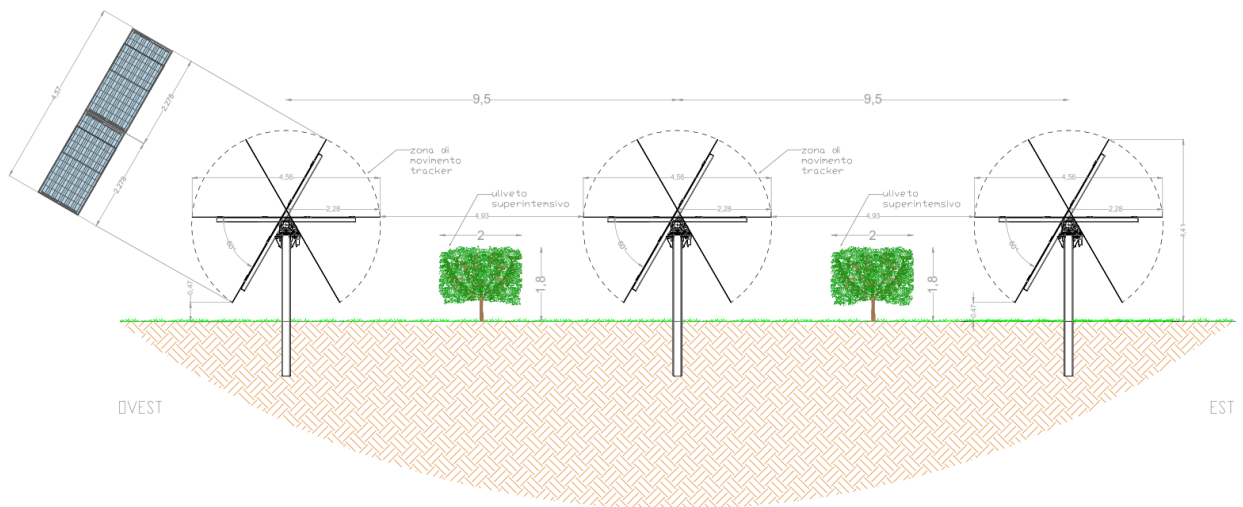 4,57
2,278
2,278
9,5
9,5
zona di
movimento
tracker
zona di
movimento
tracker
4,56
2,28
4,56
2,28
4,56
2,28
uliveto
superintensivo
uliveto
superintensivo
4,93
4,93
2
2
60°
60°
60°
1,8
1,8
4,41
0,47
0,47
OVEST
EST